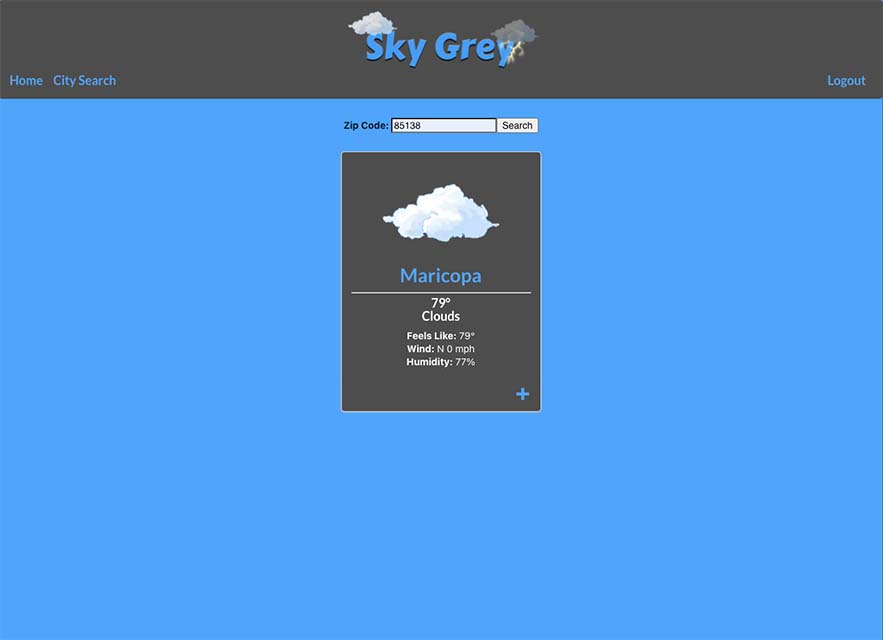 Sky Grey
Home City Search Logout
Zip Code: 85138 Search
Maricopa
79°
Clouds
Feels Like: 79°
Wind: N 0 mph
Humidity: 77%
+